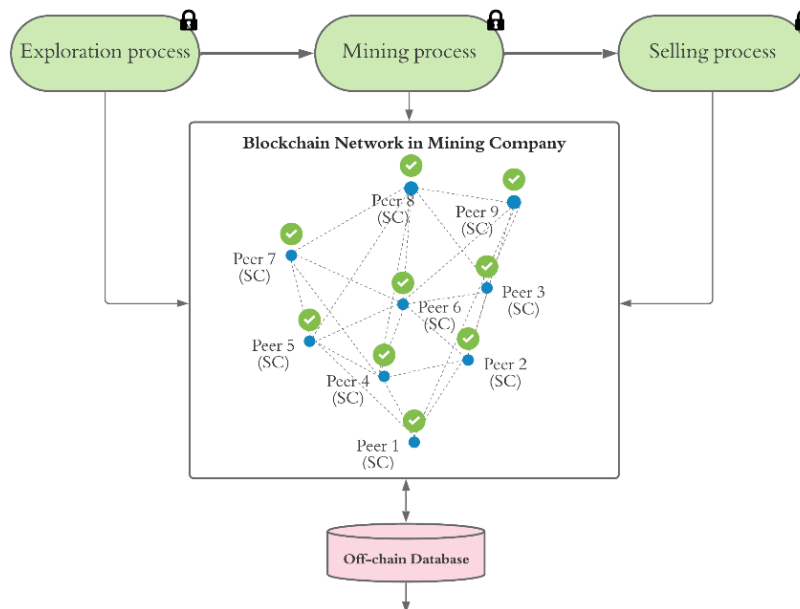 Exploration process
Mining process
Selling process
Blockchain Network in Mining Company
Peer 8
(SC)
Peer 9
(SC)
Peer 7
(SC)
Peer 3
(SC)
Peer 6
(SC)
Peer 5
(SC)
Peer 2
(SC)
Peer 4
(SC)
Peer 1
(SC)
Off-chain Database